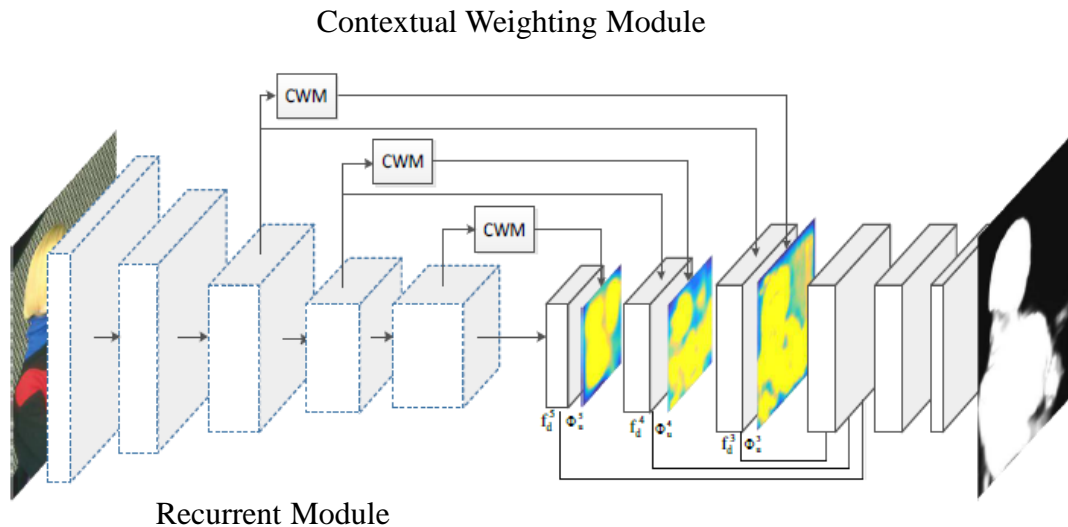 Contextual Weighting Module
CWM
CWM
CWM
f_d^5 Φ_u^5 f_d^4 Φ_u^4 f_d^3 Φ_u^3
Recurrent Module